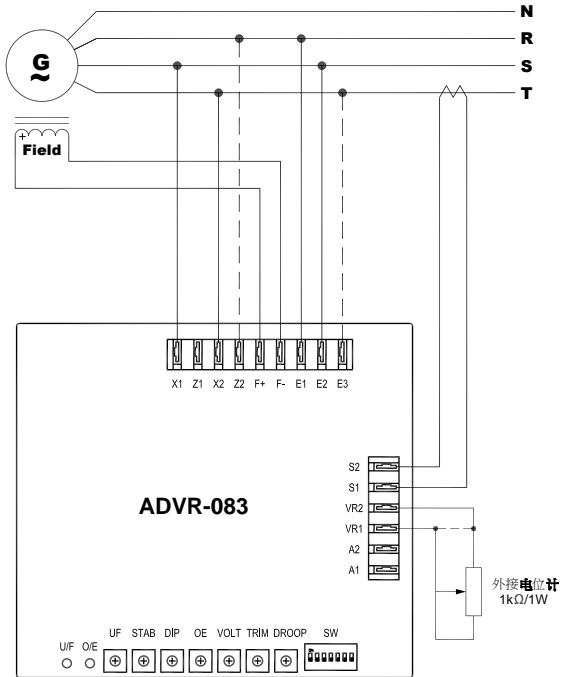 N
R
G
~
S
T
+
Field
X1 Z1 X2 Z2 F+ F- E1 E2 E3
S2
S1
ADVR-083
VR2
VR1
A2
A1
外接电位计
1kΩ/1W
UF STAB DIP OE VOLT TRIM DROOP SW
U/F O/E